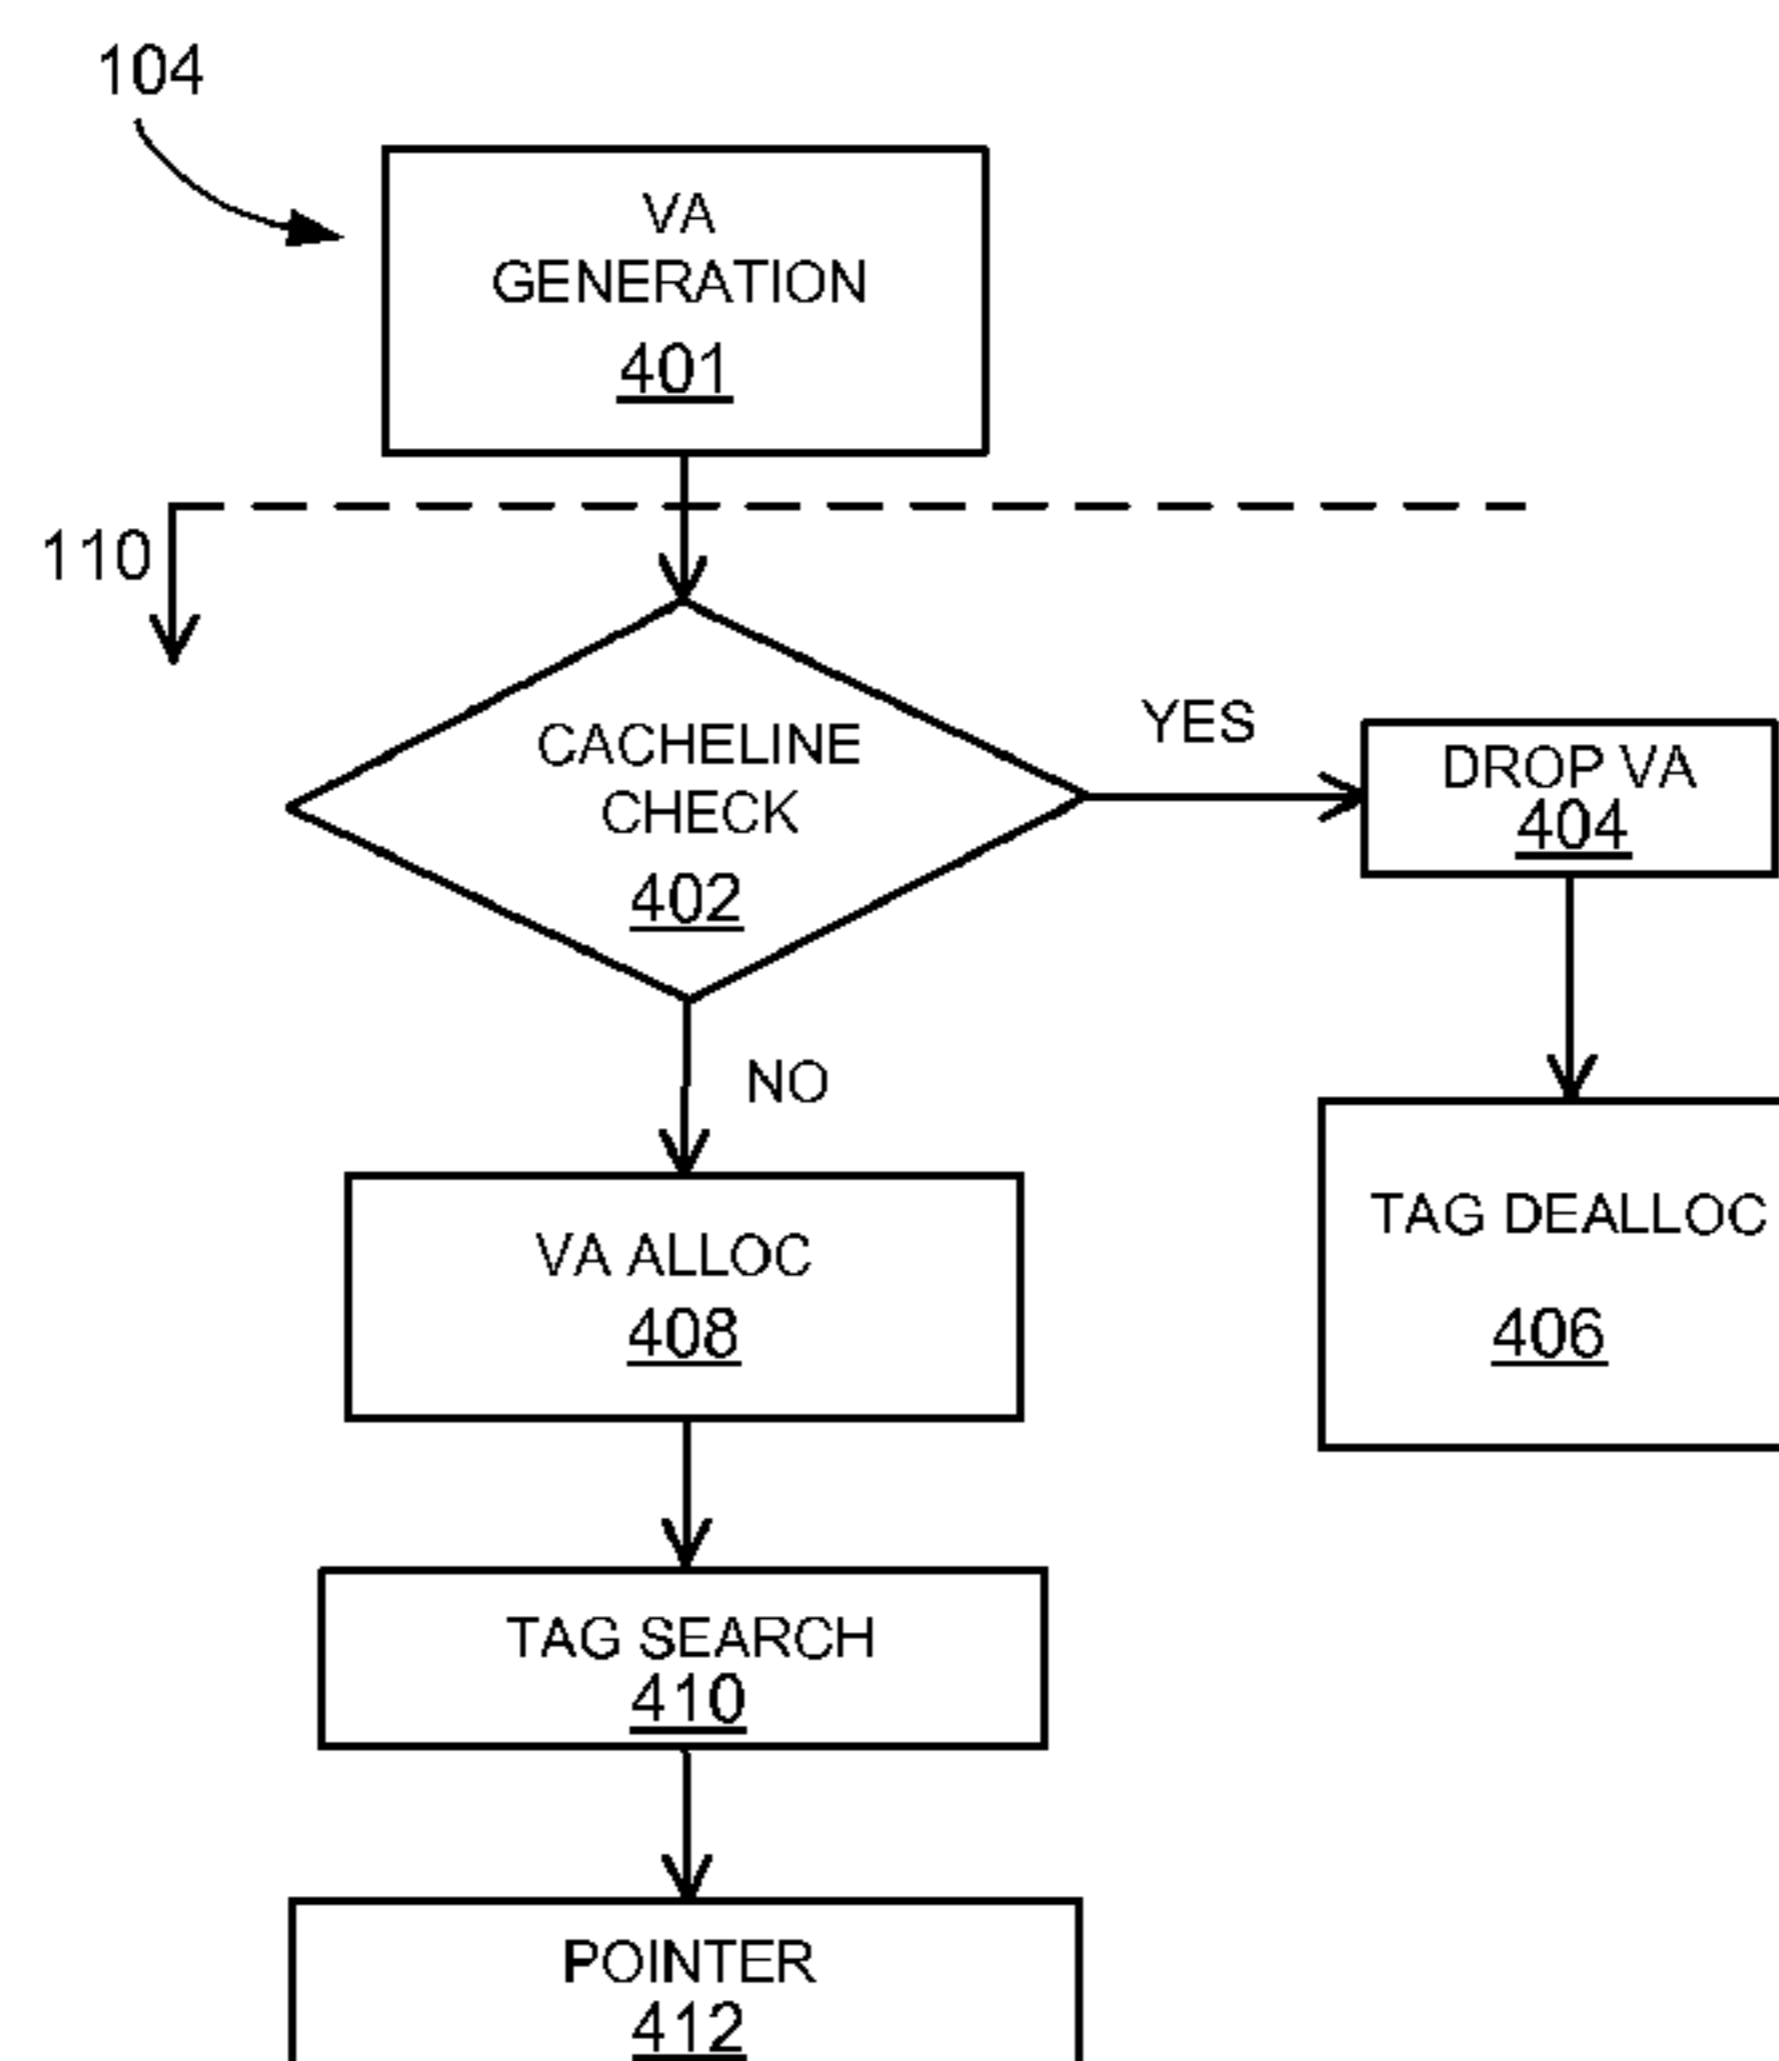 104
VA
GENERATION
401
110
CACHELINE
CHECK
402
YES
DROP VA
404
NO
TAG DEALLOC
406
VA ALLOC
408
TAG SEARCH
410
POINTER
412